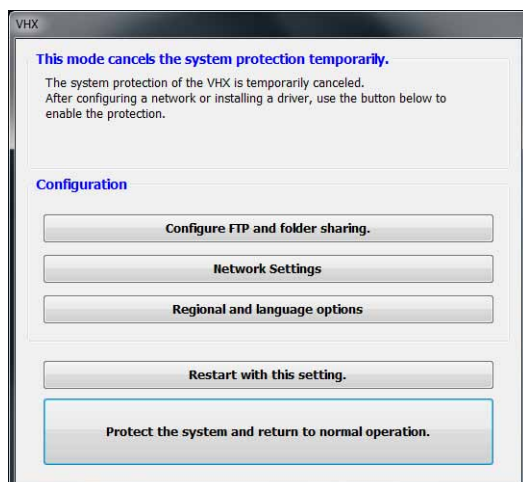 VHX
This mode cancels the system protection temporarily.
The system protection of the VHX is temporarily canceled.
After configuring a network or installing a driver, use the button below to
enable the protection.
Configuration
Configure FTP and folder sharing.
Network Settings
Regional and language options
Restart with this setting.
Protect the system and return to normal operation.